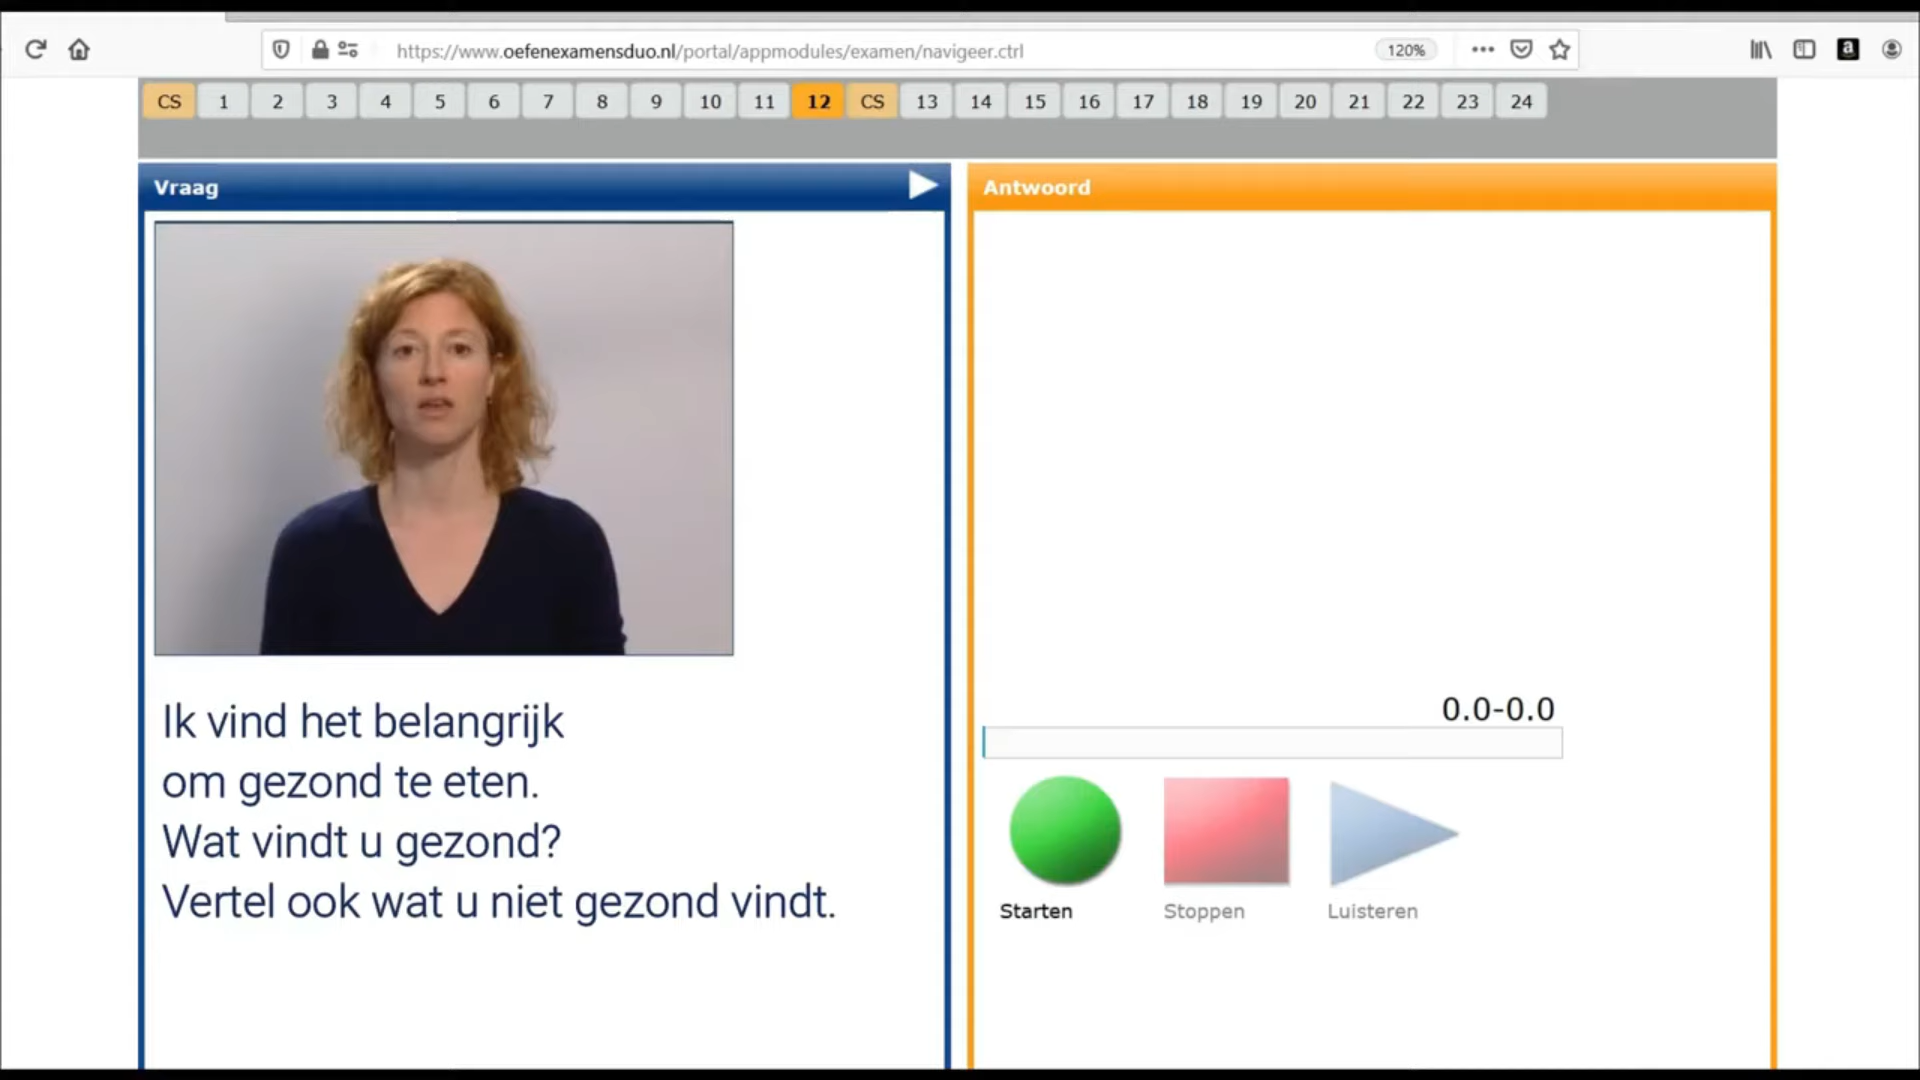 https://www.oefenexamensduo.nl/portal/appmodules/examen/navigeer.ctrl
120%
CS 1 2 3 4 5 6 7 8 9 10 11 12 CS 13 14 15 16 17 18 19 20 21 22 23 24
Vraag
Ik vind het belangrijk
om gezond te eten.
Wat vindt u gezond?
Vertel ook wat u niet gezond vindt.
Antwoord
0.0-0.0
Starten Stoppen Luisteren